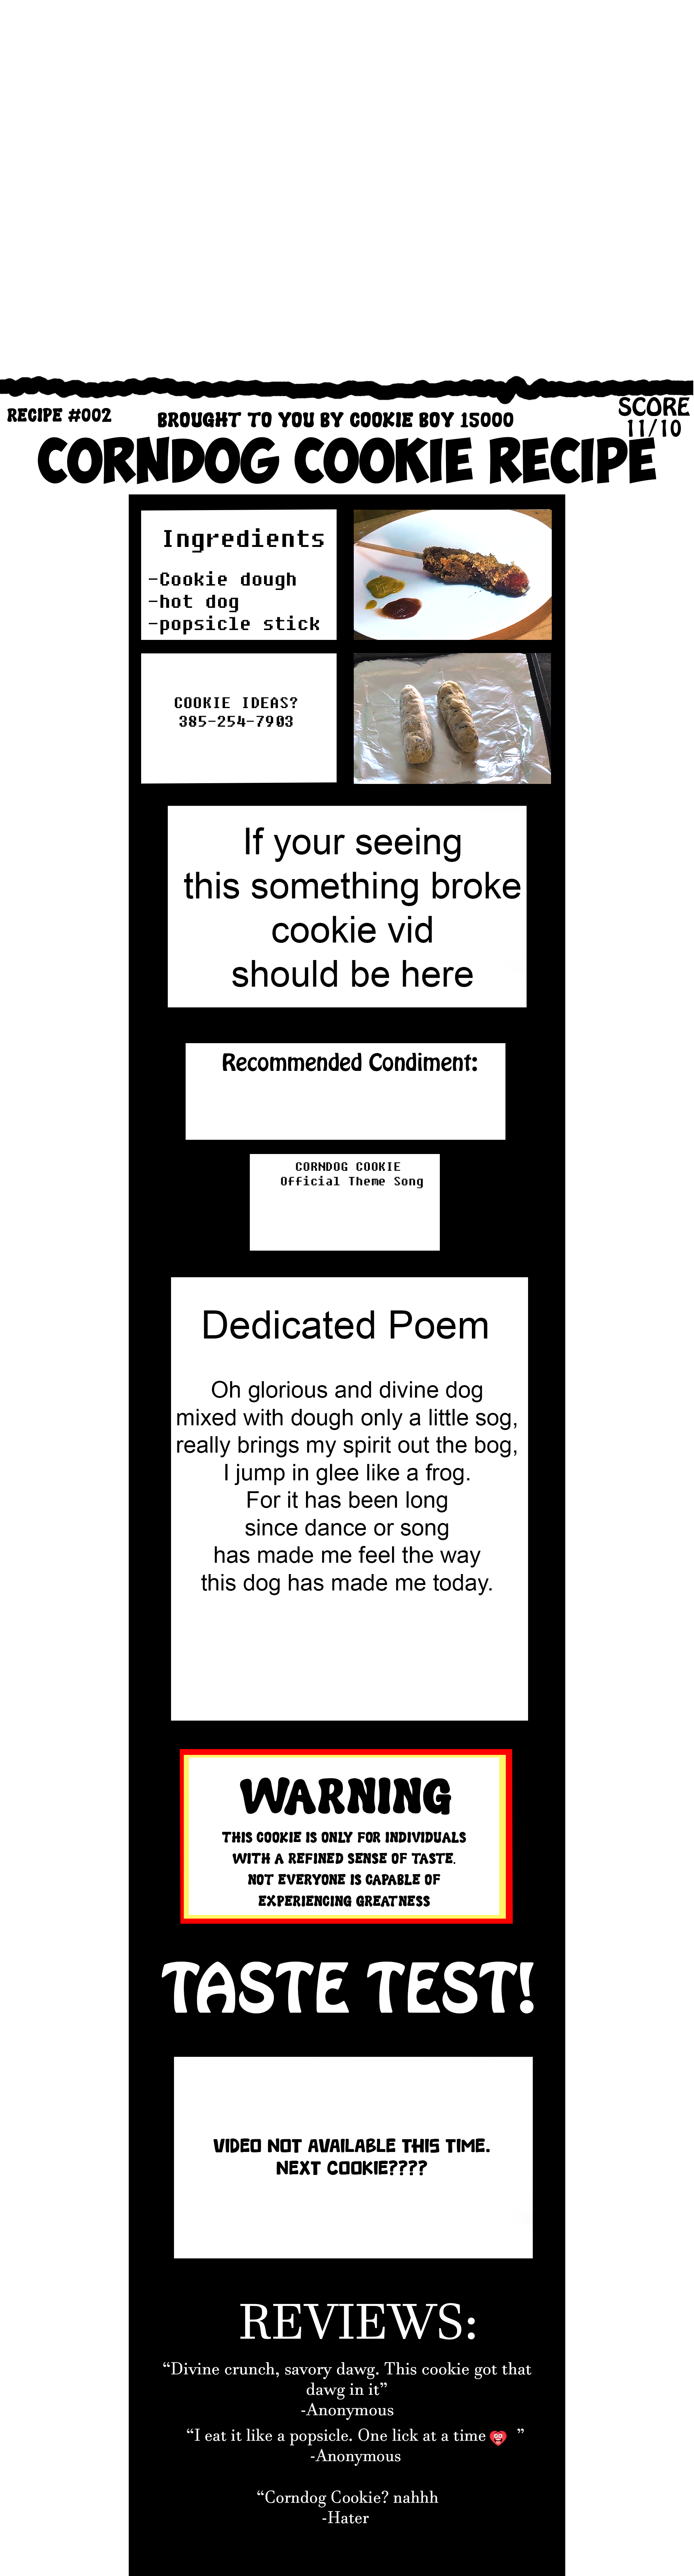 RECIPE #002
BROUGHT TO YOU BY COOKIE BOY 15000
SCORE
11/10
CORNDOG COOKIE RECIPE
Ingredients
-Cookie dough
-hot dog
-popsicle stick
COOKIE IDEAS?
385-254-7903
If your seeing
this something broke
cookie vid
should be here
Recommended Condiment:
CORNDOG COOKIE
Official Theme Song
Dedicated Poem
Oh glorious and divine dog
mixed with dough only a little sog,
really brings my spirit out the bog,
I jump in glee like a frog.
For it has been long
since dance or song
has made me feel the way
this dog has made me today.
WARNING
THIS COOKIE IS ONLY FOR INDIVIDUALS
WITH A REFINED SENSE OF TASTE.
NOT EVERYONE IS CAPABLE OF
EXPERIENCING GREATNESS
TASTE TEST!
VIDEO NOT AVAILABLE THIS TIME.
NEXT COOKIE????
REVIEWS:
“Divine crunch, savory dawg. This cookie got that
dawg in it”
-Anonymous
“I eat it like a popsicle. One lick at a time ”
-Anonymous
“Corndog Cookie? nahhh
-Hater